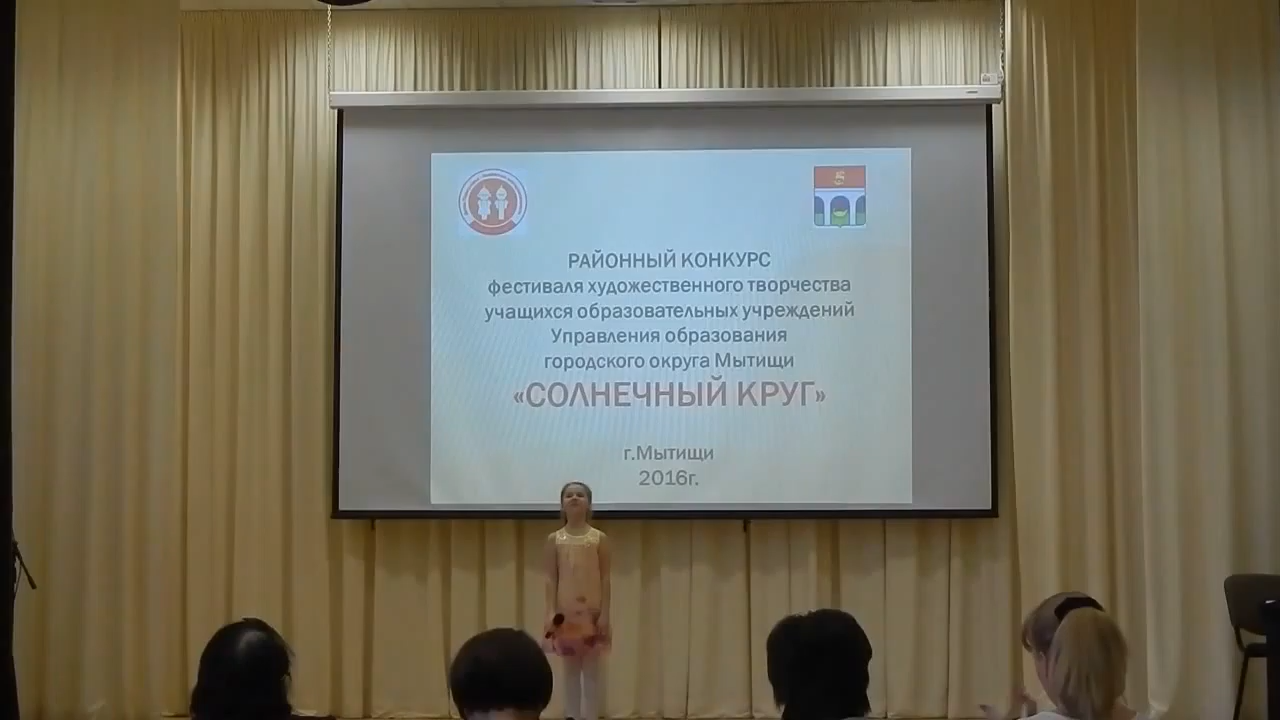 РАЙОННЫЙ КОНКУРС
фестиваля художественного творчества
учащихся образовательных учреждений
Управления образования
городского округа Мытищи
«СОЛНЕЧНЫЙ КРУГ»
г.Мытищи
2016г.